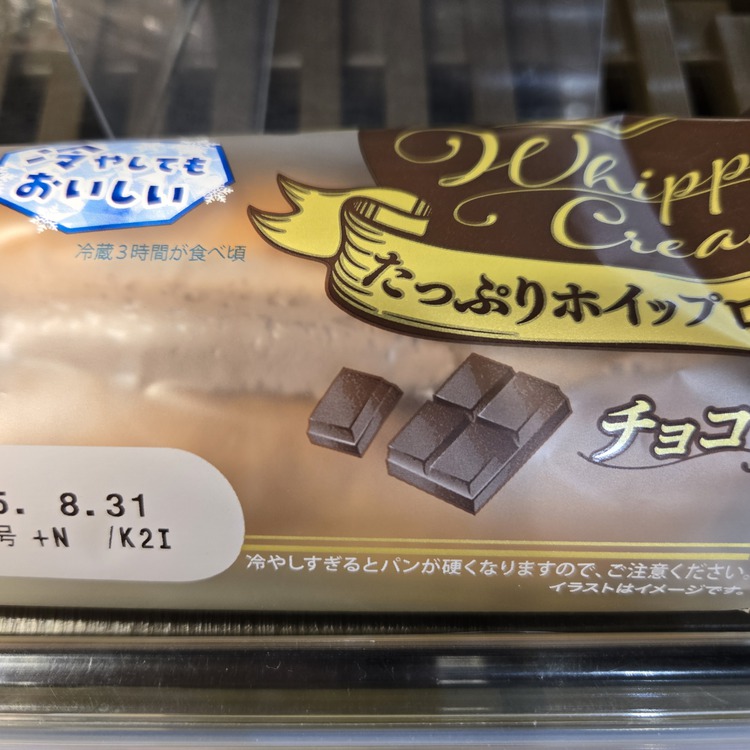 やしても
おいしい
冷蔵3時間が食べ頃
Whipp
Crea
たっぷりホイップロ
チョコ
5. 8.31
号 +N /K2I
冷やしすぎるとパンが硬くなりますので、ご注意ください。
イラストはイメージです。